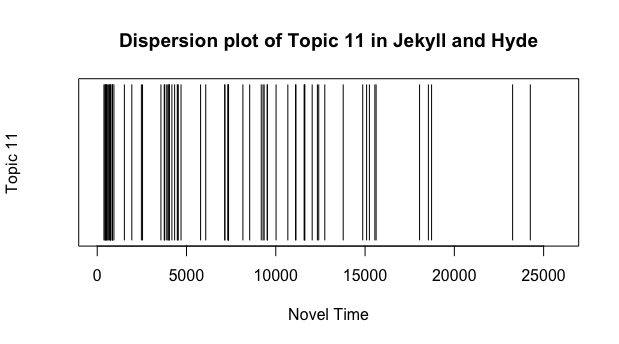 Dispersion plot of Topic 11 in Jekyll and Hyde
Topic 11
0 5000 10000 15000 20000 25000
Novel Time